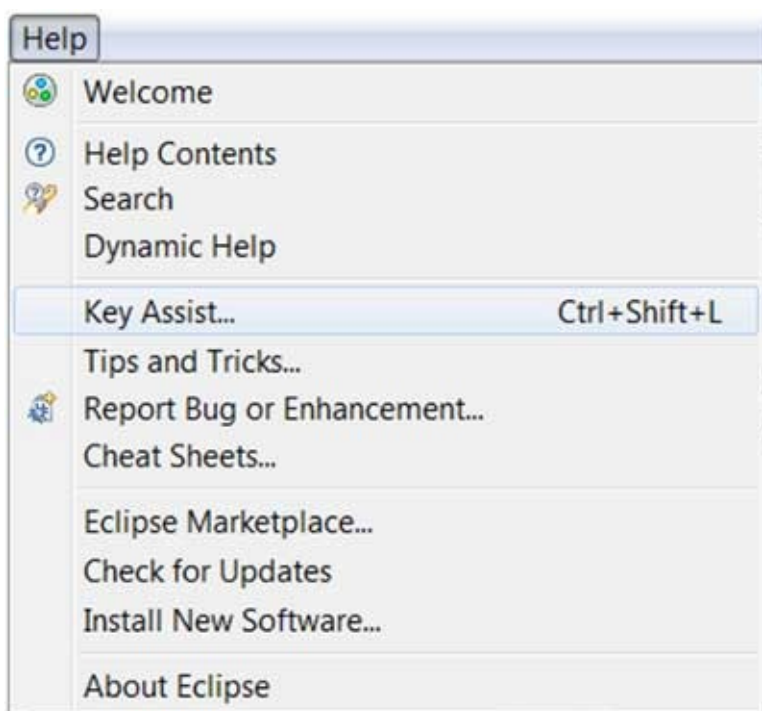 Help
Welcome
Help Contents
Search
Dynamic Help
Key Assist... Ctrl+Shift+L
Tips and Tricks...
Report Bug or Enhancement...
Cheat Sheets...
Eclipse Marketplace...
Check for Updates
Install New Software...
About Eclipse